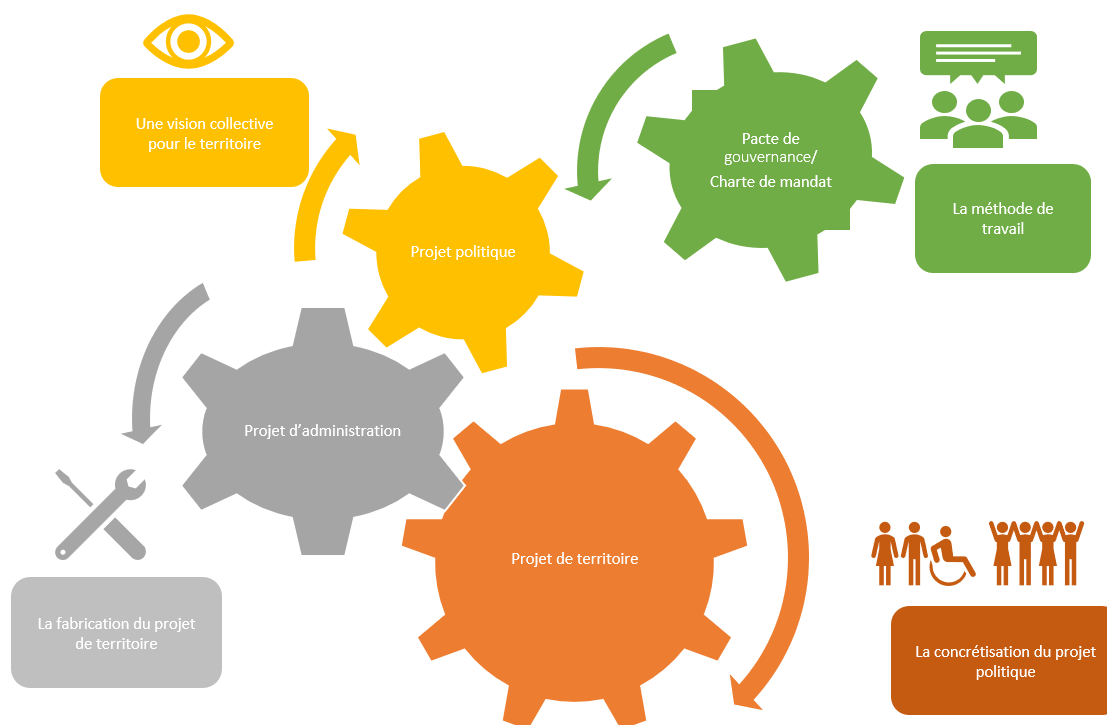 Une vision collective
pour le territoire
Projet politique
Pacte de
gouvernance/
Charte de mandat
La méthode de
travail
Projet d’administration
La fabrication du projet
de territoire
Projet de territoire
La concrétisation du projet
politique